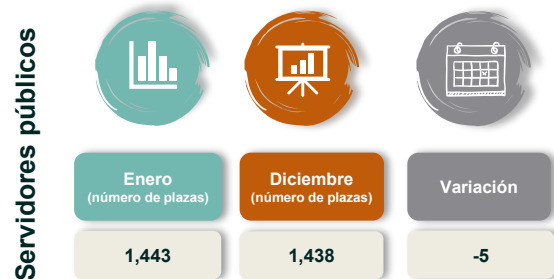 Servidores públicos
Enero
(número de plazas)
Diciembre
(número de plazas)
Variación
1,443
1,438
-5